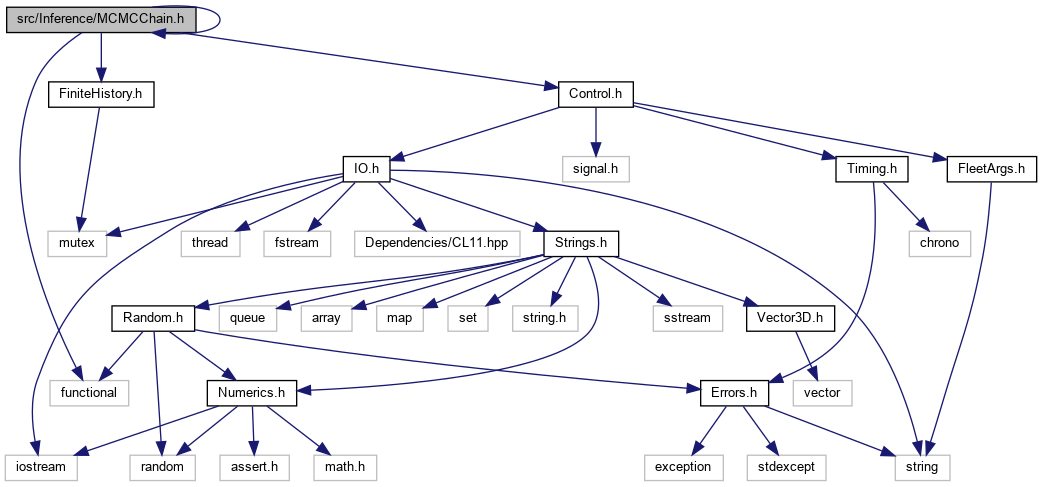 src/Inference/MCMCChain.h
FiniteHistory.h
Control.h
IO.h
signal.h
Timing.h
FleetArgs.h
mutex
thread
fstream
Dependencies/CL11.hpp
Strings.h
chrono
Random.h
queue
array
map
set
string.h
sstream
Vector3D.h
functional
Numerics.h
Errors.h
vector
iostream
random
assert.h
math.h
exception
stdexcept
string